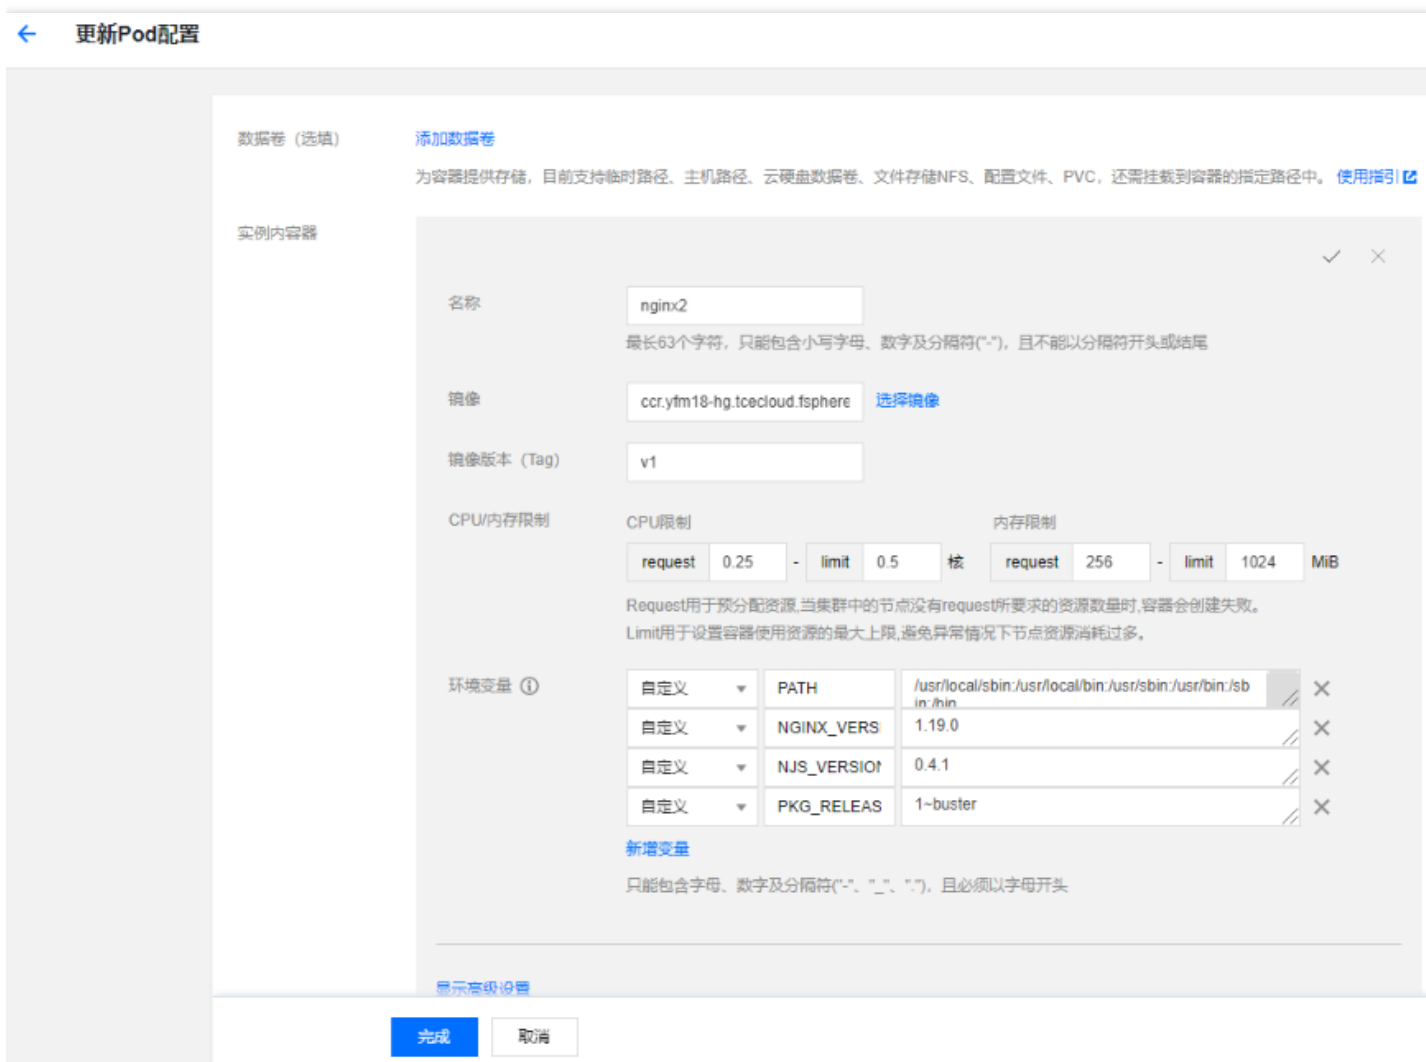 更新Pod配置
数据卷（选填） 添加数据卷
为容器提供存储，目前支持临时路径、主机路径、云硬盘数据卷、文件存储NFS、配置文件、PVC，还需挂载到容器的指定路径中。 使用指引
实例内容器
名称 nginx2
最长63个字符，只能包含小写字母、数字及分隔符("-")，且不能以分隔符开头或结尾
镜像 ccr.yfm18-hg.tcecloud.fsphere 选择镜像
镜像版本（Tag） v1
CPU/内存限制 CPU限制 内存限制
request 0.25 - limit 0.5 核 request 256 - limit 1024 MiB
Request用于预分配资源,当集群中的节点没有request所要求的资源数量时,容器会创建失败。
Limit用于设置容器使用资源的最大上限,避免异常情况下节点资源消耗过多。
环境变量 自定义 PATH /usr/local/sbin:/usr/local/bin:/usr/sbin:/usr/bin:/sb
in:/bin
自定义 NGINX_VERSI 1.19.0
自定义 NJS_VERSION 0.4.1
自定义 PKG_RELEAS 1~buster
新增变量
只能包含字母、数字及分隔符("-"、"_"、".")，且必须以字母开头
显示高级设置
完成 取消